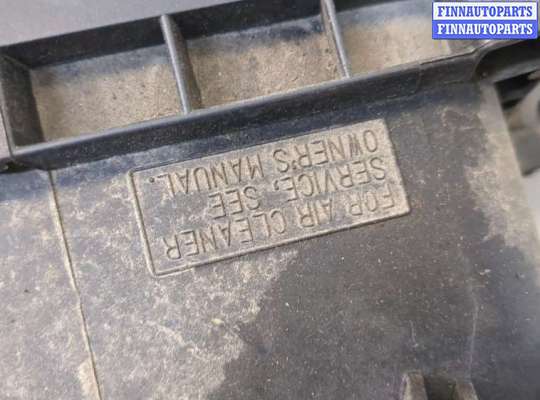 FINNAUTOPARTS
FINNAUTOPARTS
FOR AIR CLEANER
SERVICE, SEE
OWNER'S MANUAL.